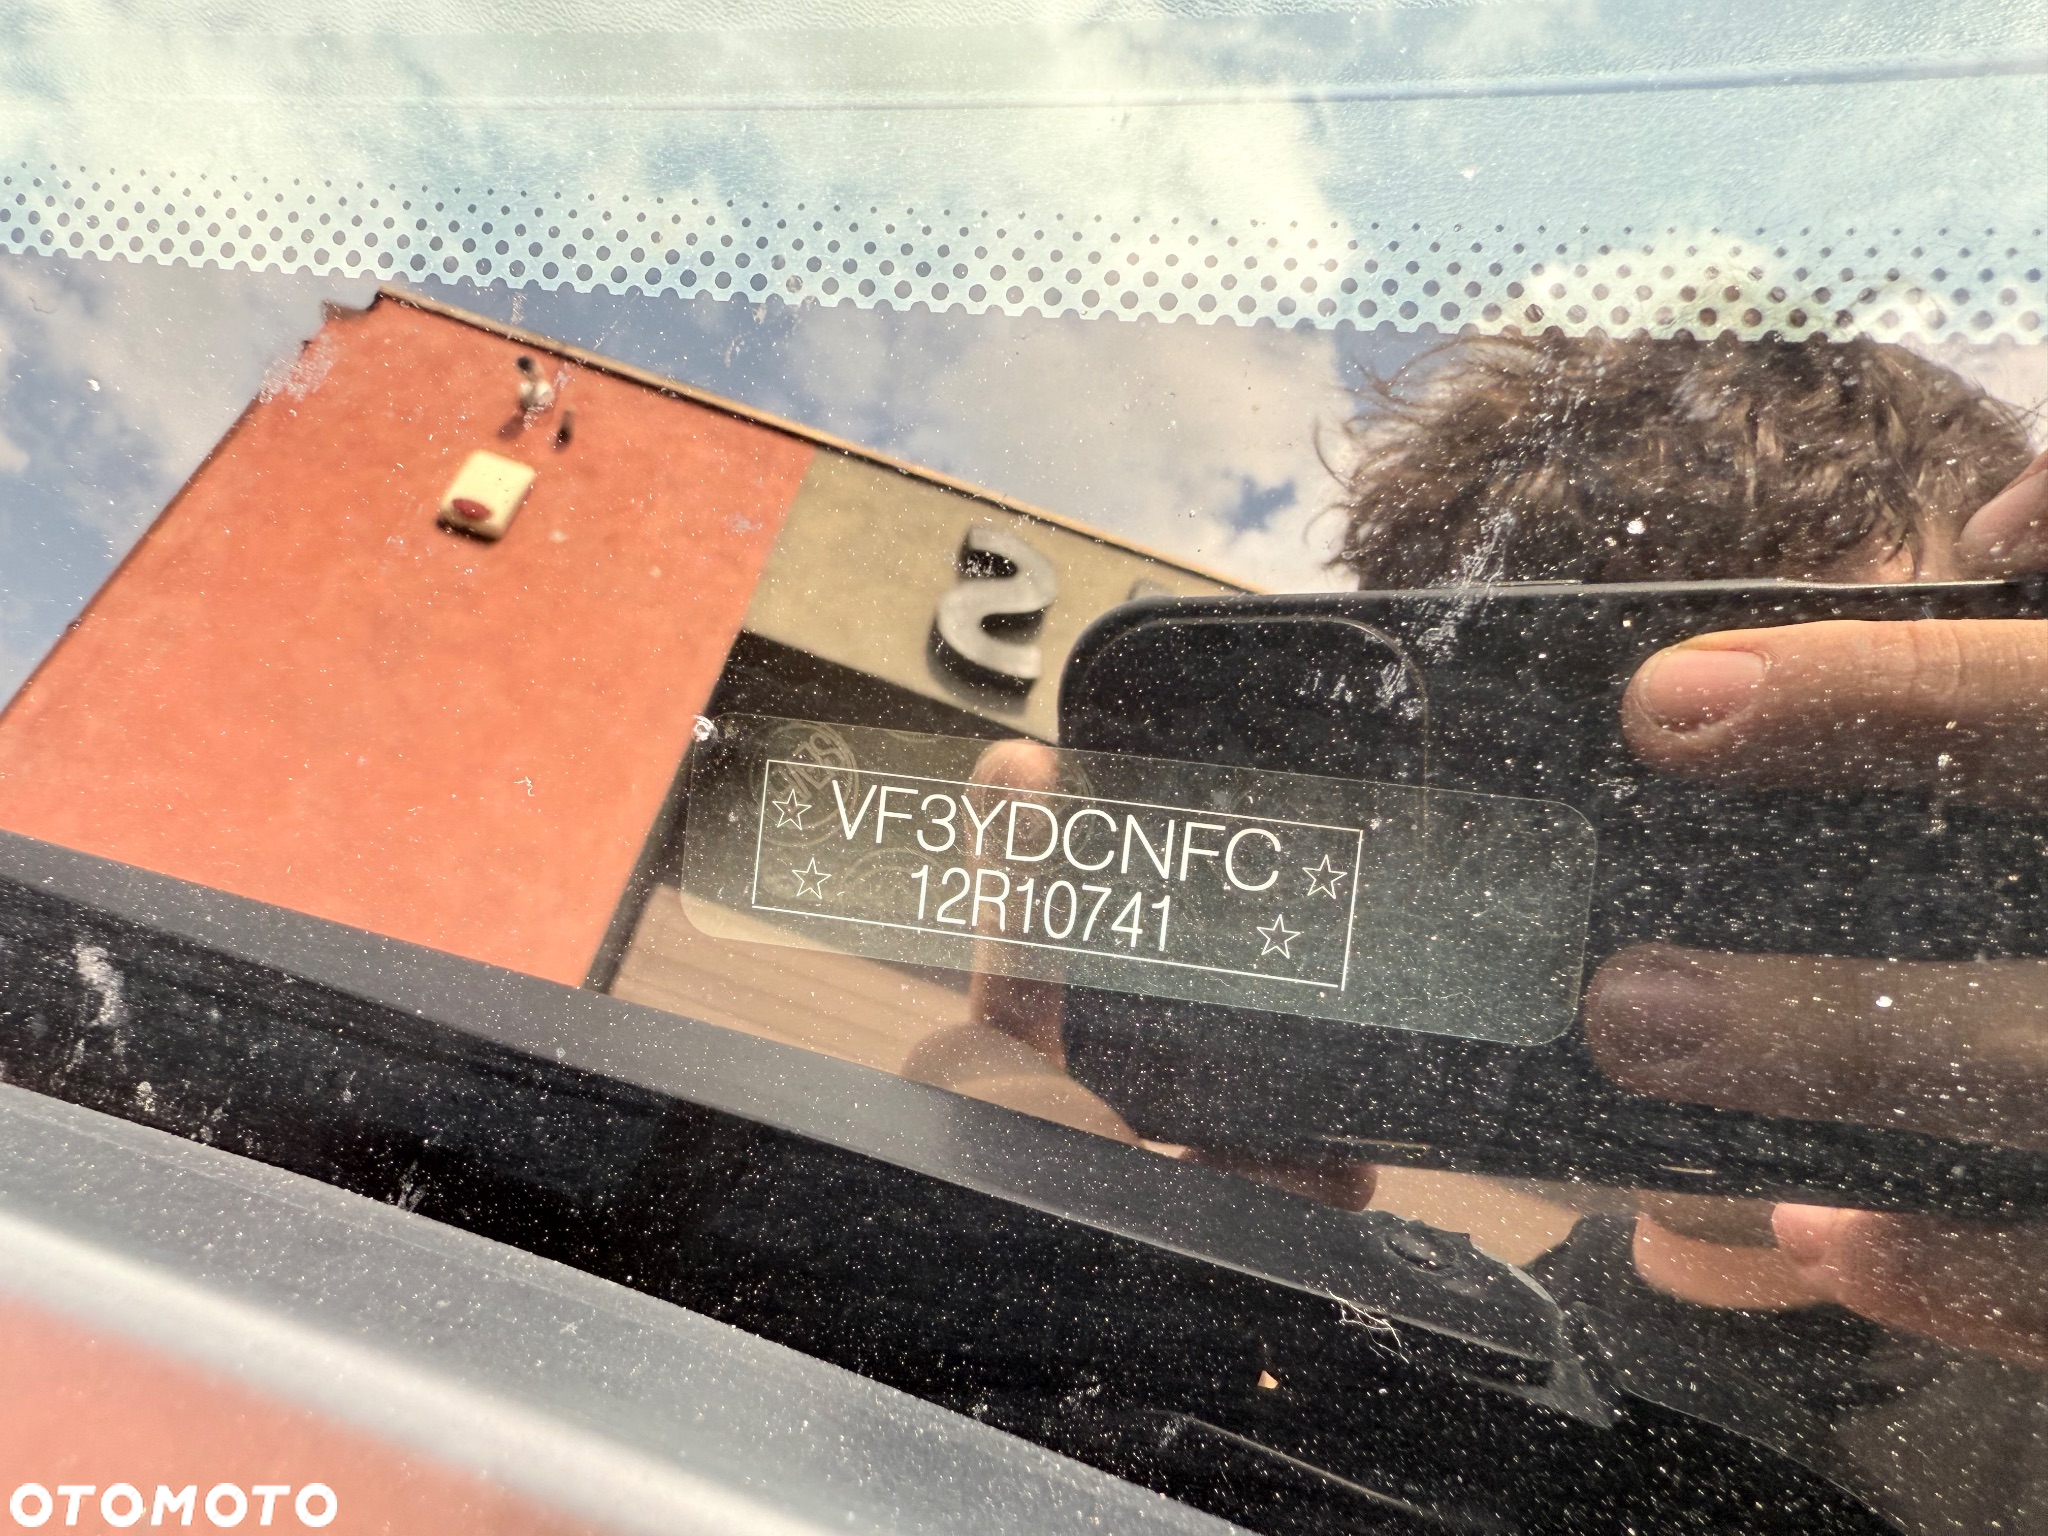 S
☆ VF3YDCNFC ☆
☆ 12R10741 ☆
OTOMOTO